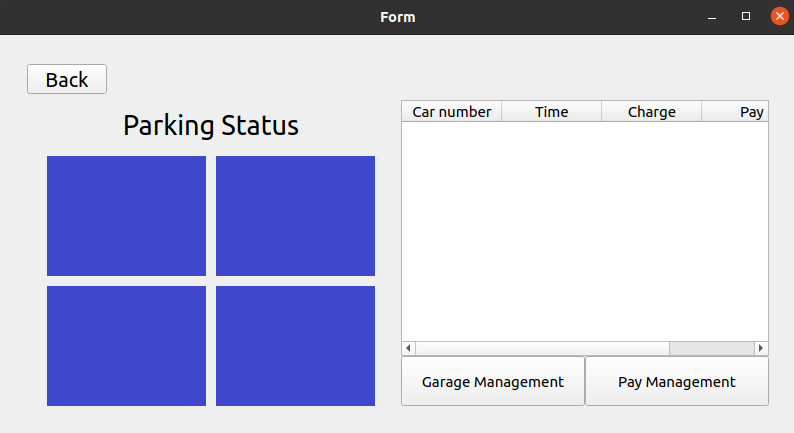 Form
Back
Parking Status
Car number Time Charge Pay
Garage Management Pay Management